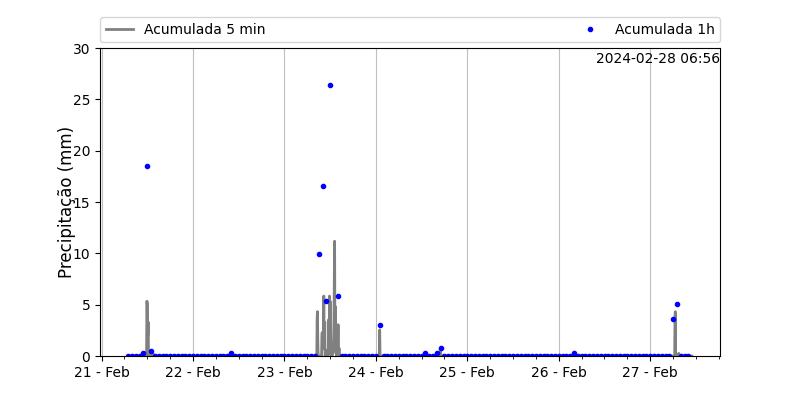 Acumulada 5 min
Acumulada 1h
2024-02-28 06:56
Precipitação (mm)
30
25
20
15
10
5
0
21 - Feb
22 - Feb
23 - Feb
24 - Feb
25 - Feb
26 - Feb
27 - Feb